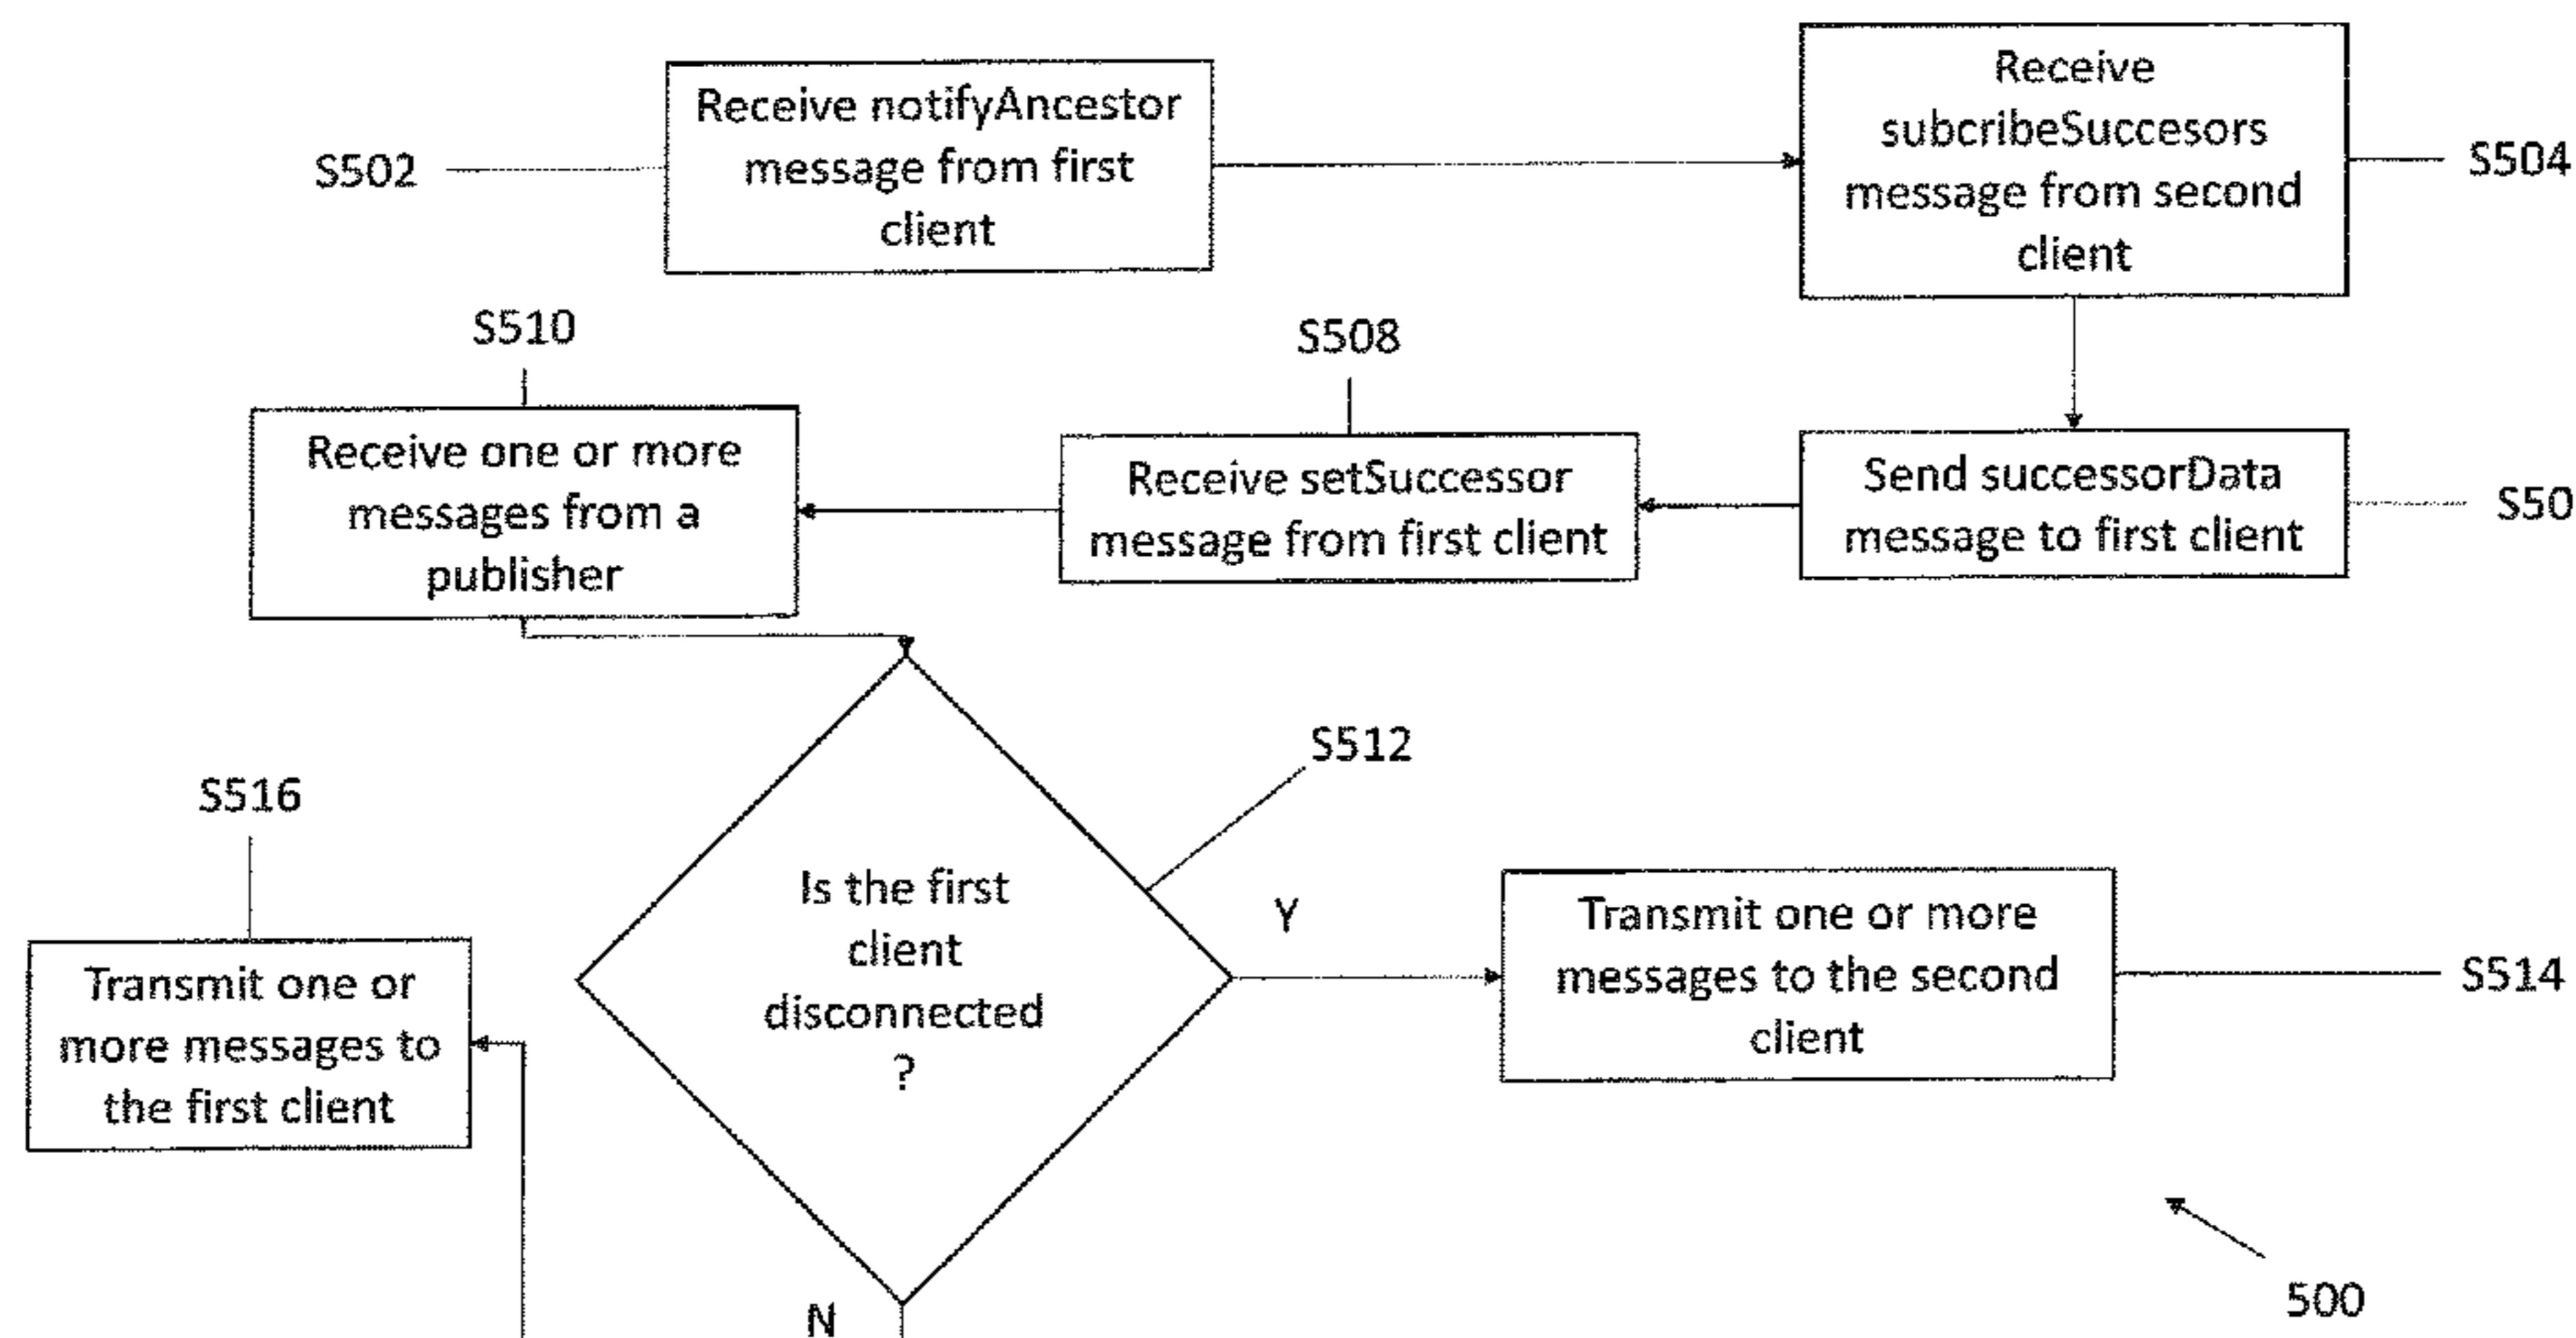 S502
Receive notifyAncestor
message from first
client
Receive
subcribeSuccesors
message from second
client
S504
S510
S508
Receive one or more
messages from a
publisher
Receive setSuccessor
message from first client
Send successorData
message to first client
S50
S512
S516
Is the first
client
disconnected
?
Y
Transmit one or more
messages to the second
client
S514
Transmit one or
more messages to
the first client
N
500